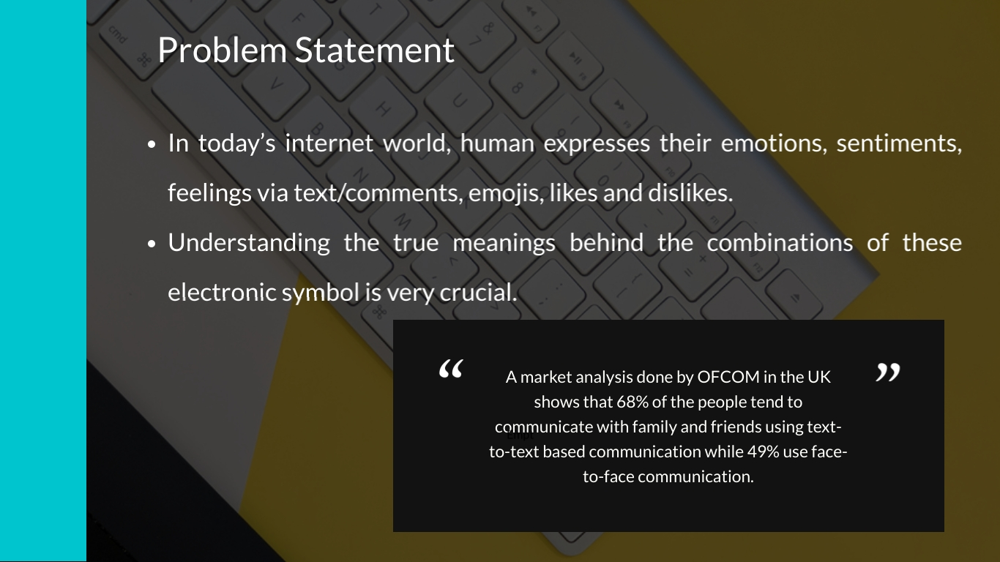 Problem Statement
• In today’s internet world, human expresses their emotions, sentiments,
feelings via text/comments, emojis, likes and dislikes.
• Understanding the true meanings behind the combinations of these
electronic symbol is very crucial.
“ A market analysis done by OFCOM in the UK ”
shows that 68% of the people tend to
communicate with family and friends using text-
to-text based communication while 49% use face-
to-face communication.